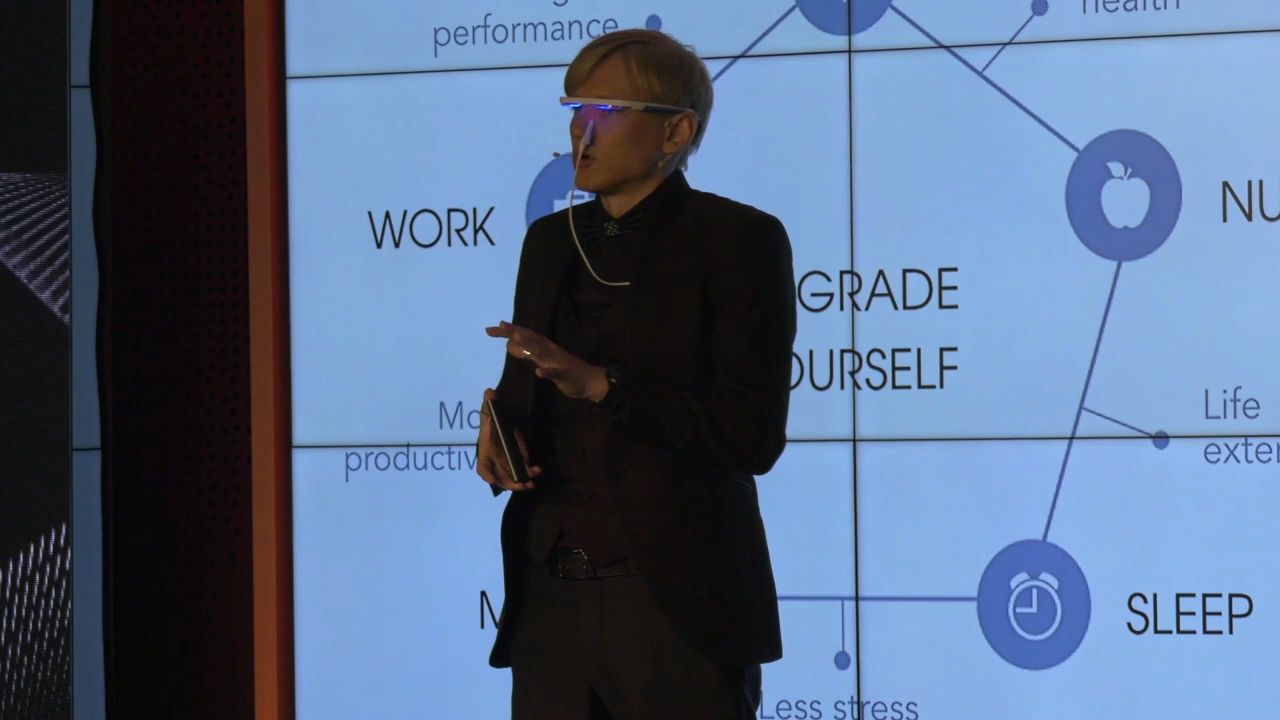 performance
health
WORK
NU
GRADE
OURSELF
Mo
productiv
Life
exter
M
SLEEP
Less stress